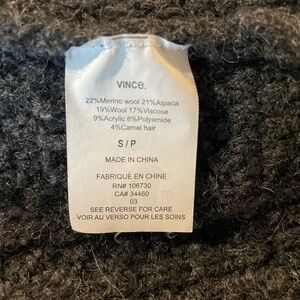 VINCE.
22%Merino wool 21%Alpaca
19%Wool 17%Viscose
9%Acrylic 8%Polyamide
4%Camel hair
S / P
MADE IN CHINA
FABRIQUÉ EN CHINE
RN# 106730
CA# 34460
03
SEE REVERSE FOR CARE
VOIR AU VERSO POUR LES SOINS